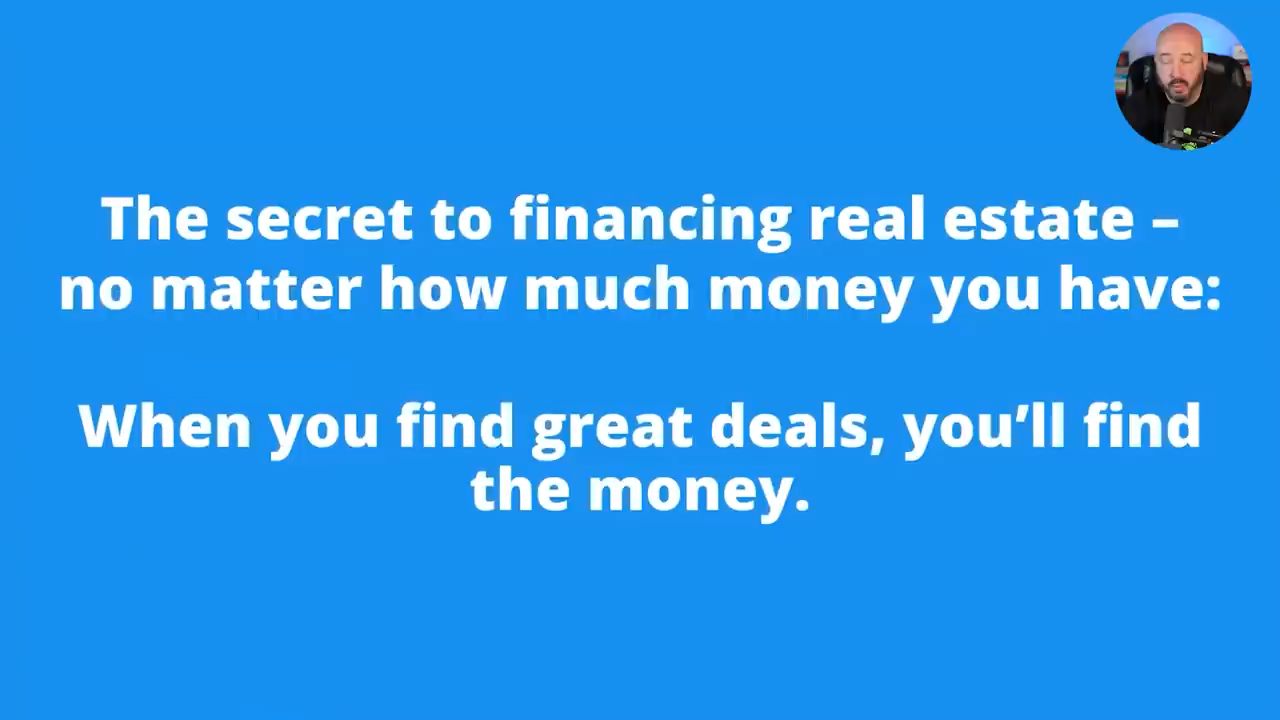 The secret to financing real estate –
no matter how much money you have:
When you find great deals, you’ll find
the money.